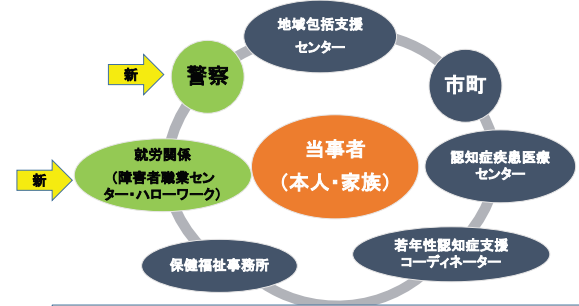 地域包括支援
センター
新
警察
市町
就労関係
(障害者職業セン
ター・ハローワーク)
新
当事者
(本人・家族)
認知症疾患医療
センター
若年性認知症支援
コーディネーター
保健福祉事務所